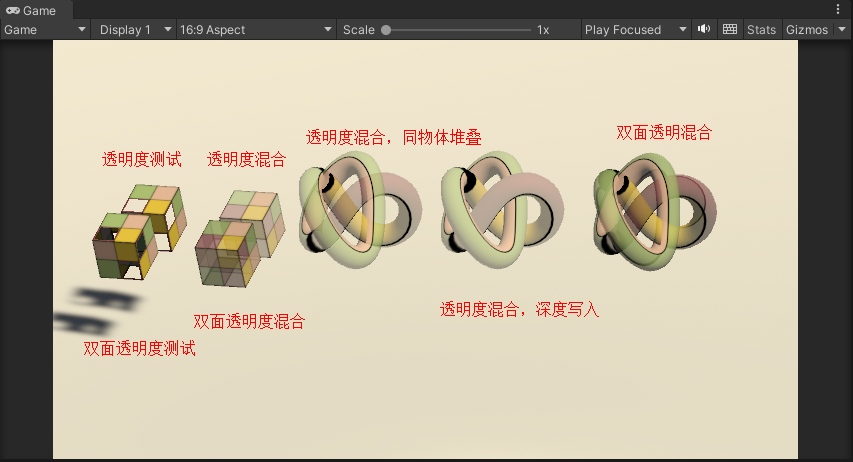 Game
Game
Display 1
16:9 Aspect
Scale
1x
Play Focused
Stats
Gizmos
透明度混合，同物体堆叠
双面透明混合
透明度测试
透明度混合
透明度混合，深度写入
双面透明度混合
双面透明度测试